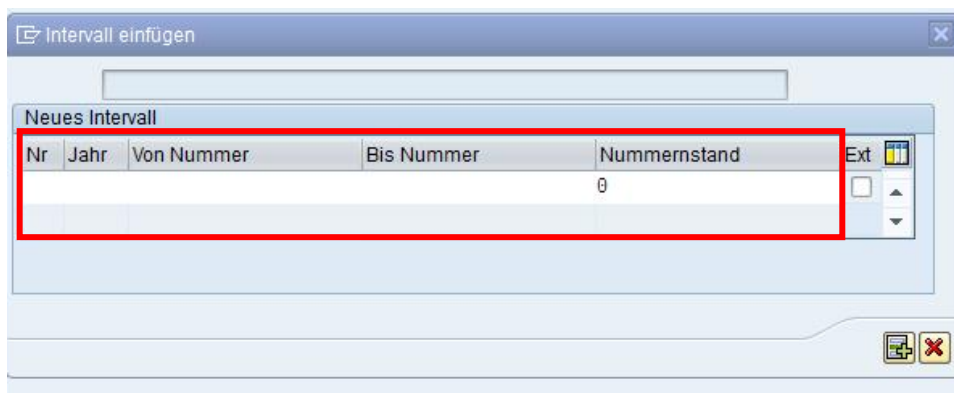 Intervall einfügen
Neues Intervall
Nr Jahr Von Nummer Bis Nummer Nummernstand Ext
0